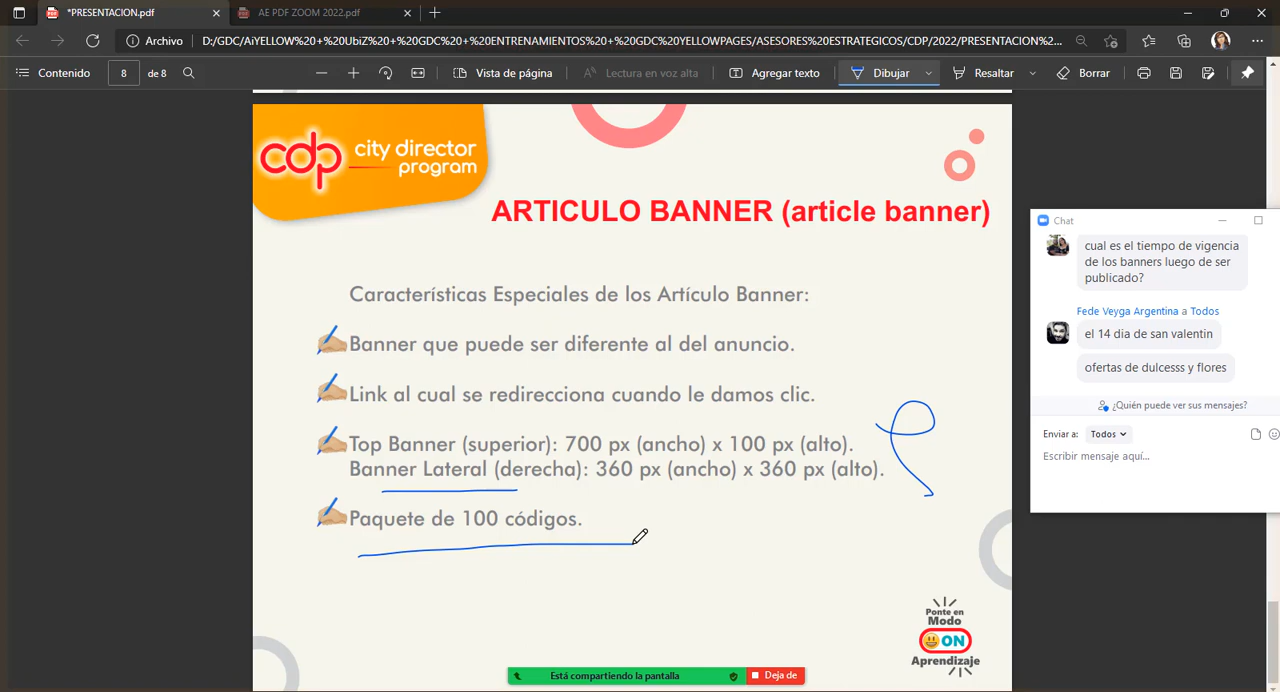 *PRESENTACION.pdf
AE PDF ZOOM 2022.pdf
Archivo
D:/GDC/AiYELLOW%20+%20UbiZ%20+%20GDC%20+%20ENTRENAMIENTOS%20+%20GDC%20YELLOWPAGES/ASESORES%20ESTRATEGICOS/CDP/2022/PRESENTACION%...
Contenido
8
de 8
Vista de página
Lectura en voz alta
Agregar texto
Dibujar
Resaltar
Borrar
cdp city director
program
ARTICULO BANNER (article banner)
Características Especiales de los Artículo Banner:
Banner que puede ser diferente al del anuncio.
Link al cual se redirecciona cuando le damos clic.
Top Banner (superior): 700 px (ancho) x 100 px (alto).
Banner Lateral (derecha): 360 px (ancho) x 360 px (alto).
Paquete de 100 códigos.
Ponte en
Modo
ON
Aprendizaje
Está compartiendo la pantalla
Deja de
Chat
cual es el tiempo de vigencia
de los banners luego de ser
publicado?
Fede Veyga Argentina a Todos
el 14 dia de san valentin
ofertas de dulcesss y flores
¿Quién puede ver sus mensajes?
Enviar a: Todos
Escribir mensaje aquí...